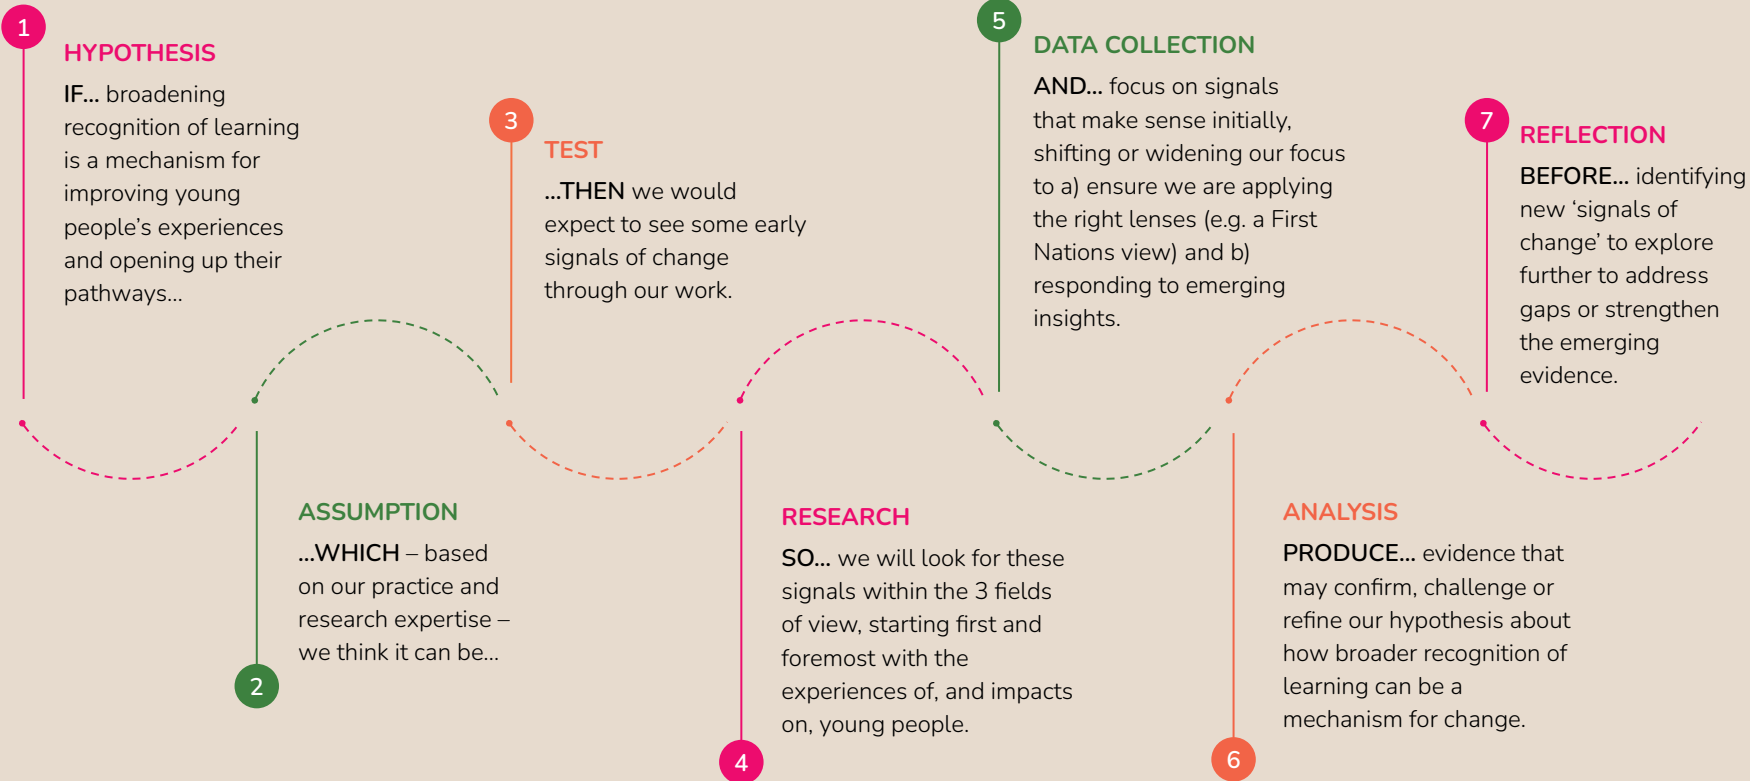 1
HYPOTHESIS
IF... broadening
recognition of learning
is a mechanism for
improving young
people's experiences
and opening up their
pathways...
2
ASSUMPTION
...WHICH – based
on our practice and
research expertise –
we think it can be...
3
TEST
...THEN we would
expect to see some early
signals of change
through our work.
4
RESEARCH
SO... we will look for these
signals within the 3 fields
of view, starting first and
foremost with the
experiences of, and impacts
on, young people.
5
DATA COLLECTION
AND... focus on signals
that make sense initially,
shifting or widening our focus
to a) ensure we are applying
the right lenses (e.g. a First
Nations view) and b)
responding to emerging
insights.
6
ANALYSIS
PRODUCE... evidence that
may confirm, challenge or
refine our hypothesis about
how broader recognition of
learning can be a
mechanism for change.
7
REFLECTION
BEFORE... identifying
new ‘signals of
change’ to explore
further to address
gaps or strengthen
the emerging
evidence.